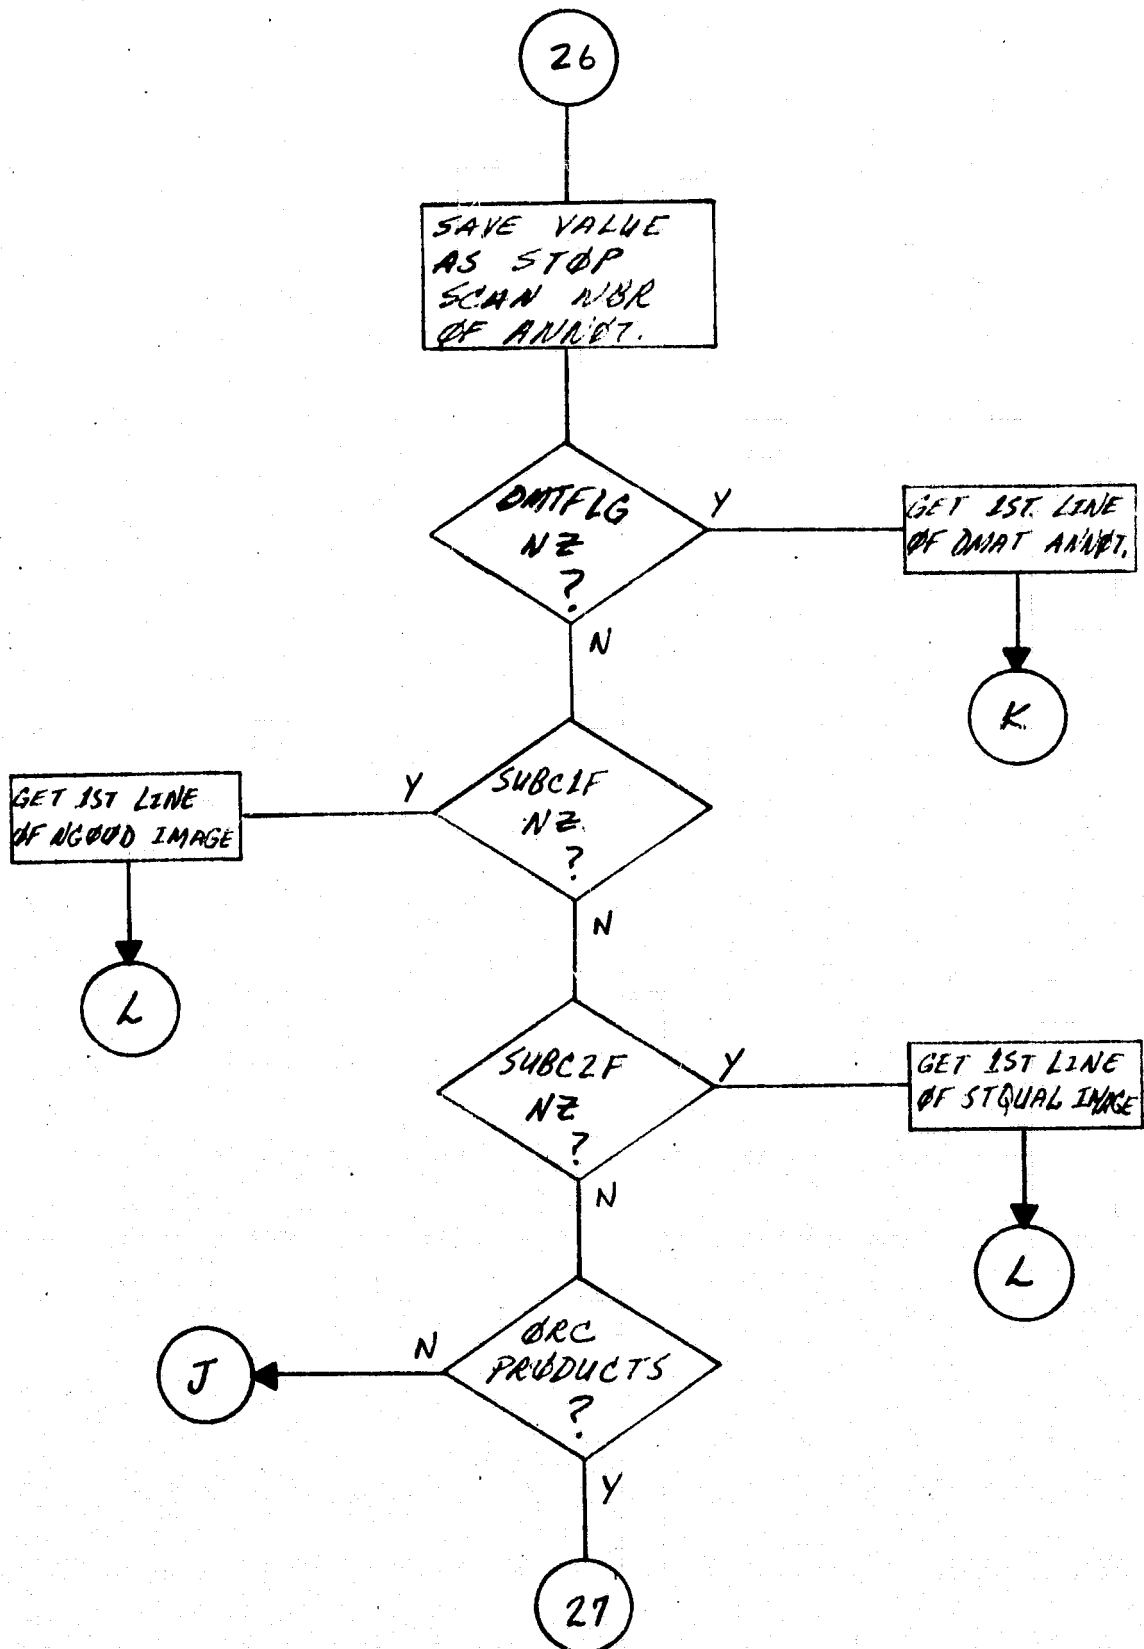 26
SAVE VALUE
AS STØP
SCAN NBR
ØF ANNØT.
DMTFLG
NZ
?
Y
GET 1ST. LINE
ØF DMAT ANNØT.
N
K
SUBC1F
NZ
?
Y
GET 1ST LINE
ØF NGØØD IMAGE
N
L
SUBC2F
NZ
?
Y
GET 1ST LINE
ØF STQUAL IMAGE
N
L
ØRC
PRØDUCTS
?
N
J
Y
27